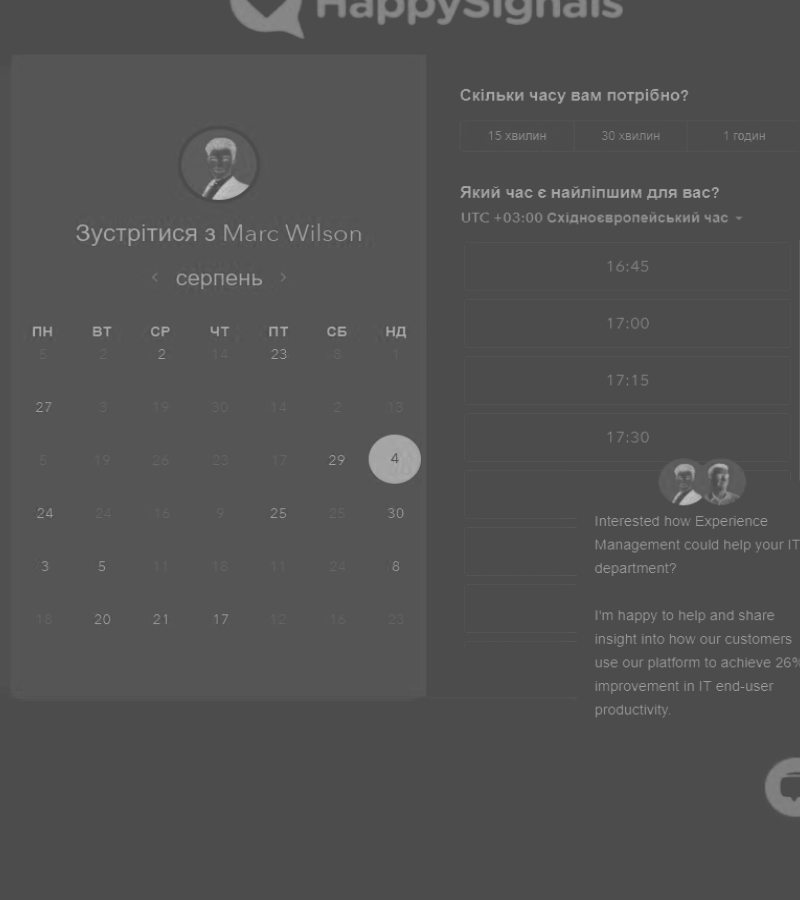 HappySignals
Зустрітися з Marc Wilson
серпень
ПН ВТ СР ЧТ ПТ СБ НД
5 2 2 14 23 8 1
27 3 19 30 14 2 13
5 19 26 23 17 29 4
24 24 16 9 25 25 30
3 5 11 18 11 24 8
18 20 21 17 12 16 23
Скільки часу вам потрібно?
15 хвилин 30 хвилин 1 годин
Який час є найліпшим для вас?
UTC +03:00 Східноєвропейський час
16:45
17:00
17:15
17:30
Interested how Experience
Management could help your IT
department?
I'm happy to help and share
insight into how our customers
use our platform to achieve 26%
improvement in IT end-user
productivity.